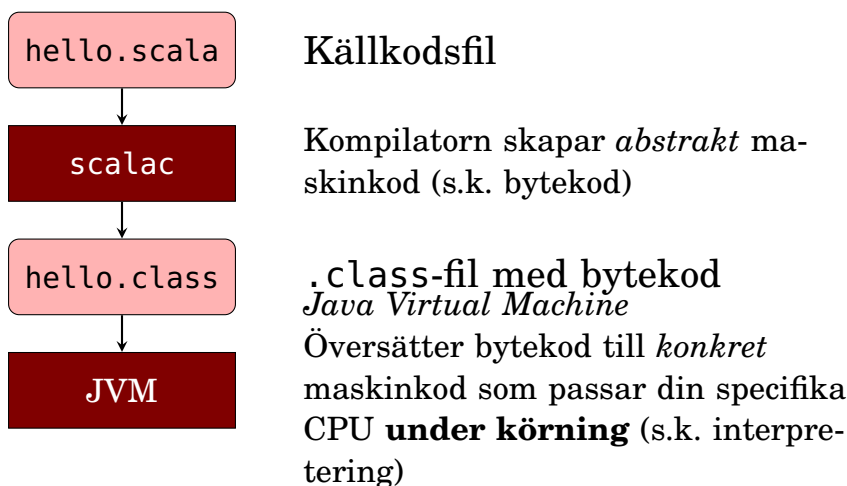 hello.scala
Källkodsfil
scalac
Kompilatorn skapar abstrakt ma-
skinkod (s.k. bytekod)
hello.class
.class-fil med bytekod
JVM
Java Virtual Machine
Översätter bytekod till konkret
maskinkod som passar din specifika
CPU under körning (s.k. interpre-
tering)